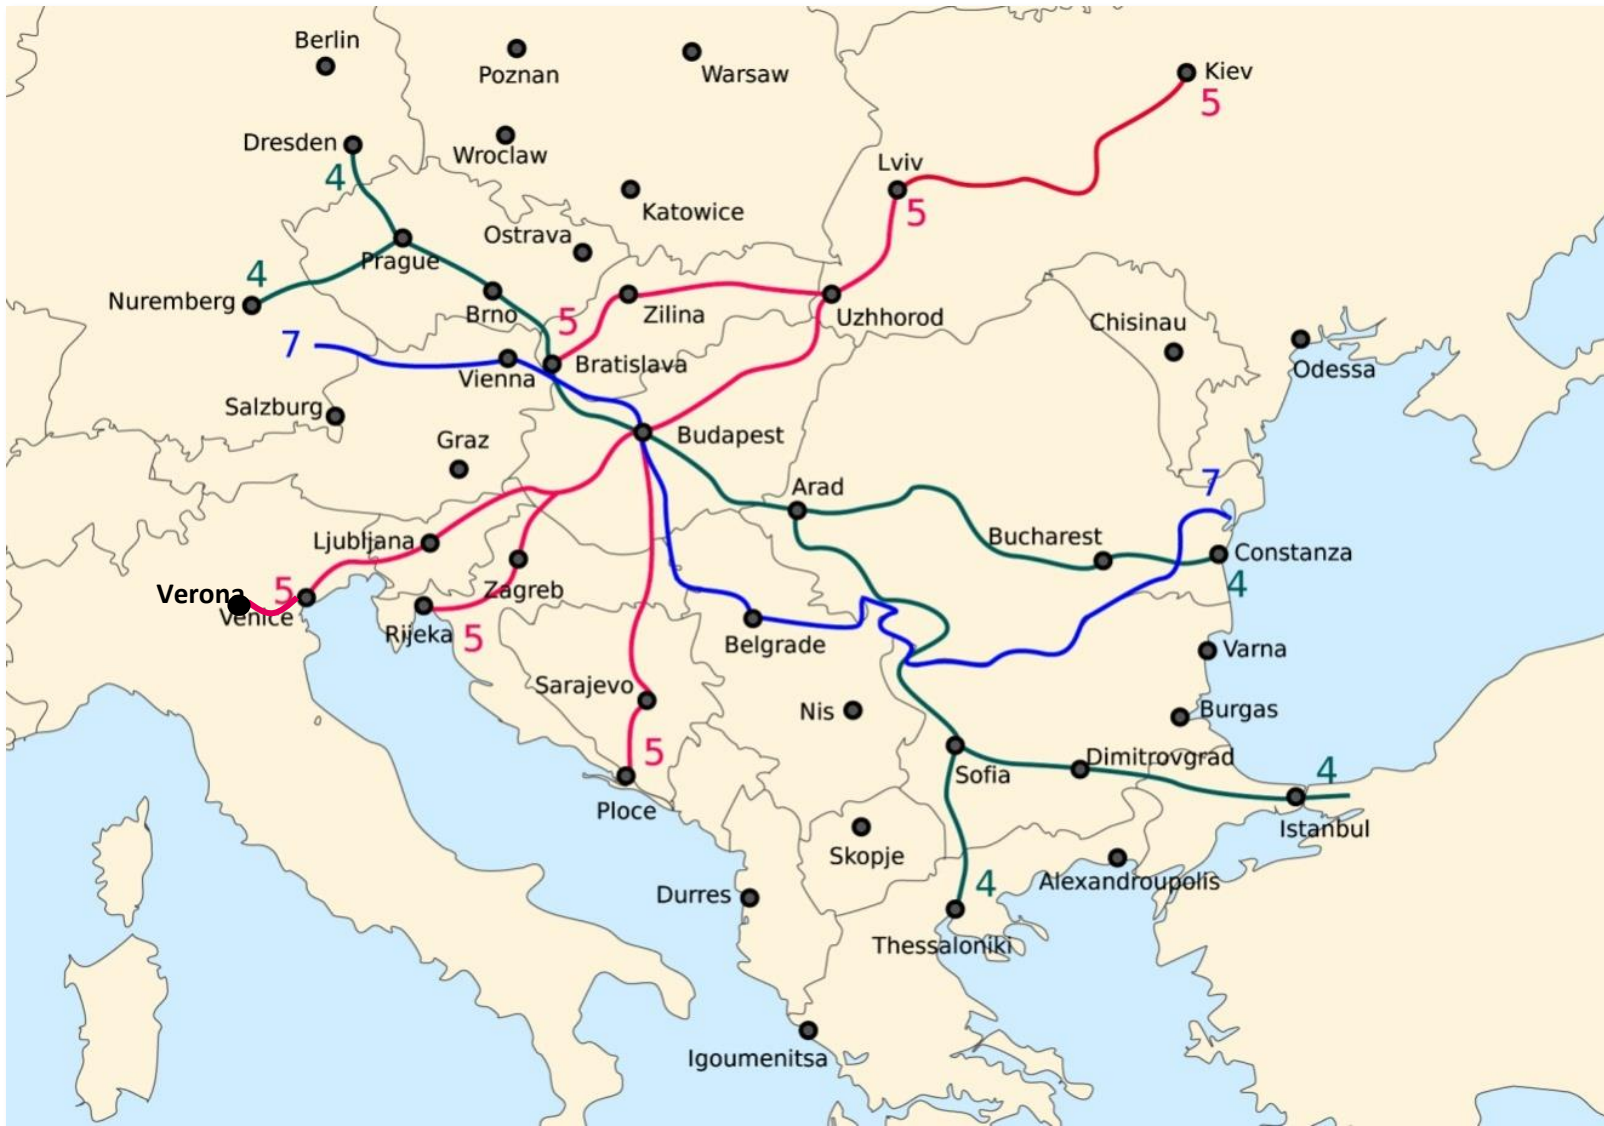 Berlin
Poznan
Warsaw
Kiev
5
Dresden
Wroclaw
4
Lviv
5
Katowice
Ostrava
Prague
4
Nuremberg
Brno
5
Zilina
Uzhhorod
Chisinau
7
Odessa
Vienna
Bratislava
Salzburg
Graz
Budapest
7
Arad
Ljubljana
Bucharest
Constanza
4
Verona
5
Venice
Zagreb
Rijeka
5
Belgrade
Varna
Sarajevo
Nis
Burgas
5
Dimitrovgrad
Sofia
4
Ploce
Istanbul
Skopje
4
Alexandroupolis
Durres
Thessaloniki
Igoumenitsa